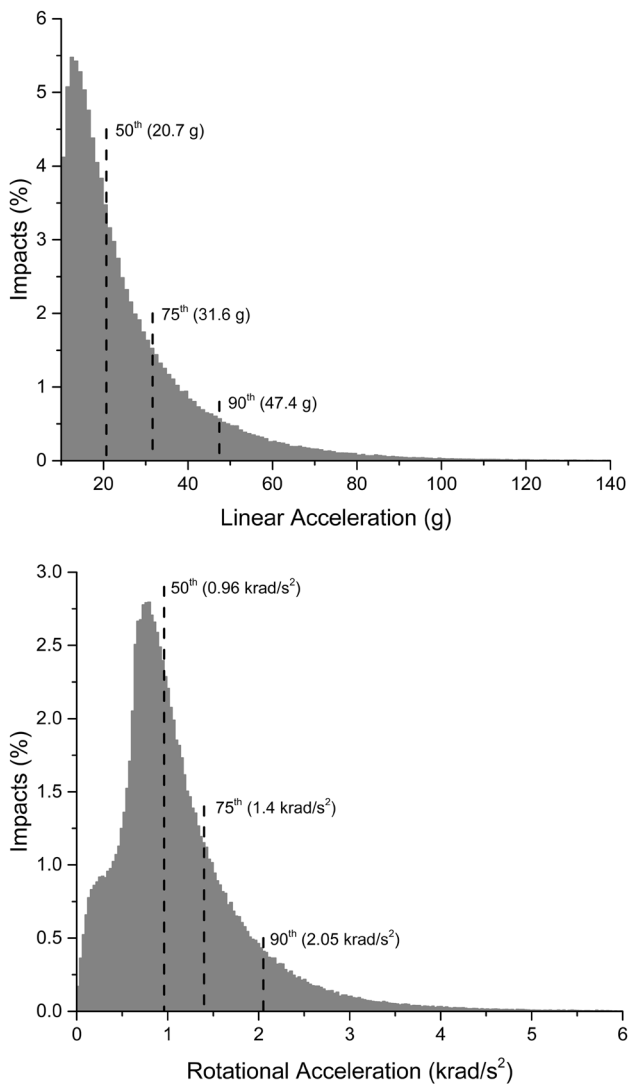 6
5
4
3
2
1
0
Impacts (%)
50th (20.7 g)
75th (31.6 g)
90th (47.4 g)
20 40 60 80 100 120 140
Linear Acceleration (g)
3.0
2.5
2.0
1.5
1.0
0.5
0.0
Impacts (%)
50th (0.96 krad/s2)
75th (1.4 krad/s2)
90th (2.05 krad/s2)
0 1 2 3 4 5 6
Rotational Acceleration (krad/s2)